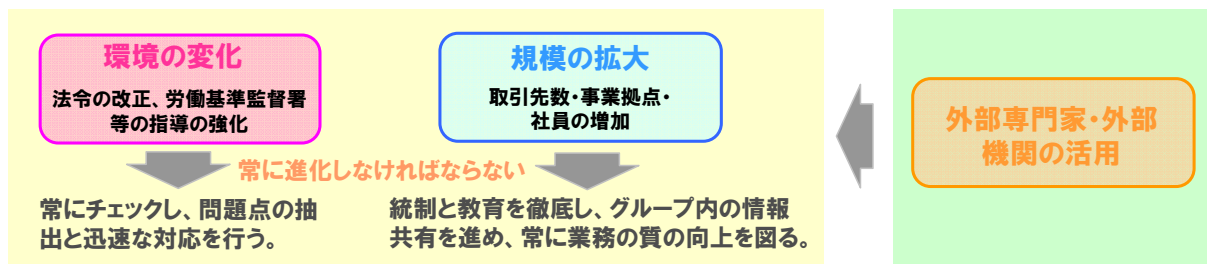 環境の変化
法令の改正、労働基準監督署
等の指導の強化
規模の拡大
取引先数・事業拠点・
社員の増加
常に進化しなければならない
常にチェックし、問題点の抽
出と迅速な対応を行う。
統制と教育を徹底し、グループ内の情報
共有を進め、常に業務の質の向上を図る。
外部専門家・外部
機関の活用